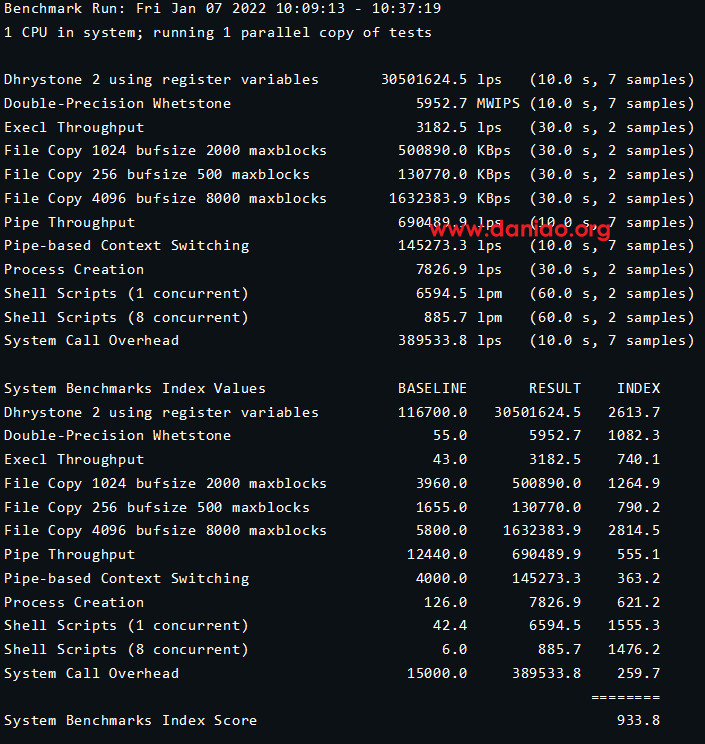 Benchmark Run: Fri Jan 07 2022 10:09:13 - 10:37:19
1 CPU in system; running 1 parallel copy of tests
Dhrystone 2 using register variables 30501624.5 lps (10.0 s, 7 samples)
Double-Precision Whetstone 5952.7 MWIPS (10.0 s, 7 samples)
Execl Throughput 3182.5 lps (30.0 s, 2 samples)
File Copy 1024 bufsize 2000 maxblocks 500890.0 KBps (30.0 s, 2 samples)
File Copy 256 bufsize 500 maxblocks 130770.0 KBps (30.0 s, 2 samples)
File Copy 4096 bufsize 8000 maxblocks 1632383.9 KBps (30.0 s, 2 samples)
Pipe Throughput 690489.9 lps (10.0 s, 7 samples)
www.daniao.org
Pipe-based Context Switching 145273.3 lps (10.0 s, 7 samples)
Process Creation 7826.9 lps (30.0 s, 2 samples)
Shell Scripts (1 concurrent) 6594.5 lpm (60.0 s, 2 samples)
Shell Scripts (8 concurrent) 885.7 lpm (60.0 s, 2 samples)
System Call Overhead 389533.8 lps (10.0 s, 7 samples)
System Benchmarks Index Values BASELINE RESULT INDEX
Dhrystone 2 using register variables 116700.0 30501624.5 2613.7
Double-Precision Whetstone 55.0 5952.7 1082.3
Execl Throughput 43.0 3182.5 740.1
File Copy 1024 bufsize 2000 maxblocks 3960.0 500890.0 1264.9
File Copy 256 bufsize 500 maxblocks 1655.0 130770.0 790.2
File Copy 4096 bufsize 8000 maxblocks 5800.0 1632383.9 2814.5
Pipe Throughput 12440.0 690489.9 555.1
Pipe-based Context Switching 4000.0 145273.3 363.2
Process Creation 126.0 7826.9 621.2
Shell Scripts (1 concurrent) 42.4 6594.5 1555.3
Shell Scripts (8 concurrent) 6.0 885.7 1476.2
System Call Overhead 15000.0 389533.8 259.7
========
System Benchmarks Index Score 933.8